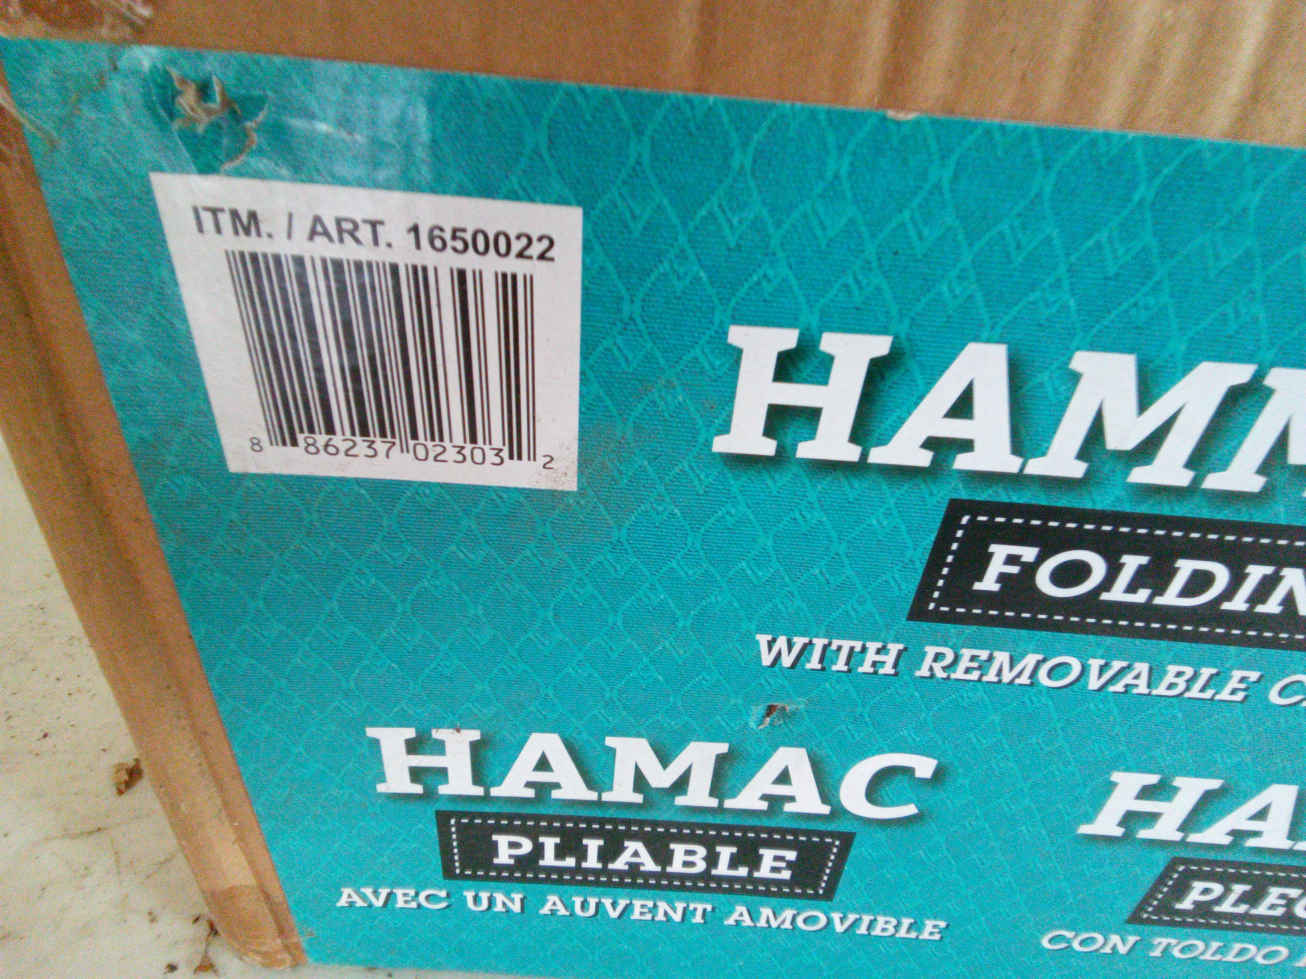 ITM. / ART. 1650022
8 86237 02303 2
HAMM
FOLDIN
WITH REMOVABLE C
HAMAC
PLIABLE
AVEC UN AUVENT AMOVIBLE
HA
PLEG
CON TOLDO